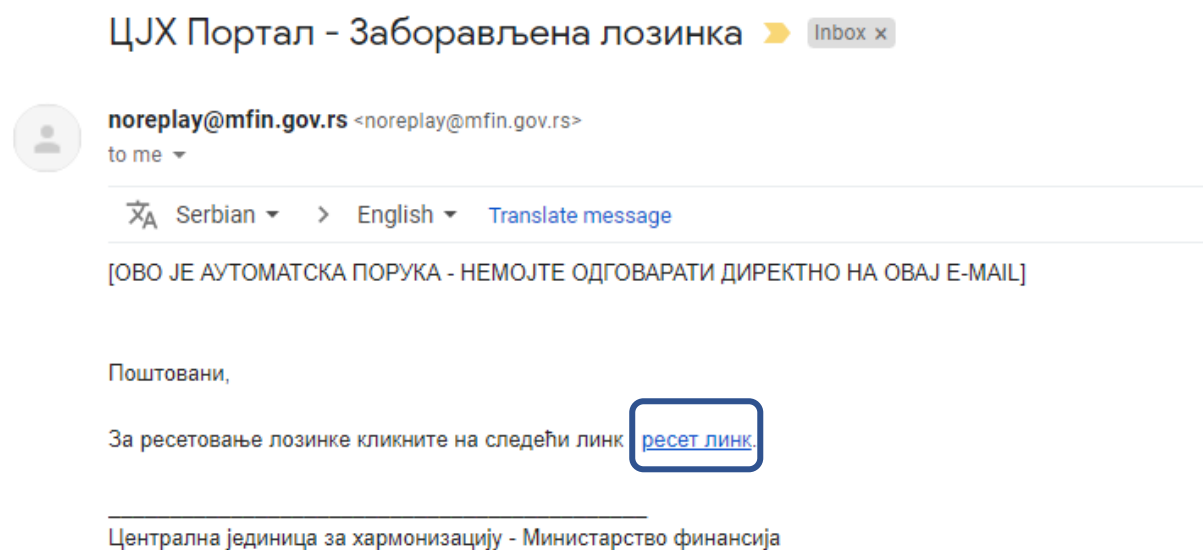 ЦЈХ Портал - Заборављена лозинка Inbox x
noreplay@mfin.gov.rs <noreplay@mfin.gov.rs>
to me
Serbian > English Translate message
[ОВО ЈЕ АУТОМАТСКА ПОРУКА - НЕМОЈТЕ ОДГОВАРАТИ ДИРЕКТНО НА ОВАЈ E-MAIL]
Поштовани,
За ресетовање лозинке кликните на следећи линк ресет линк.
Централна јединица за хармонизацију - Министарство финансија